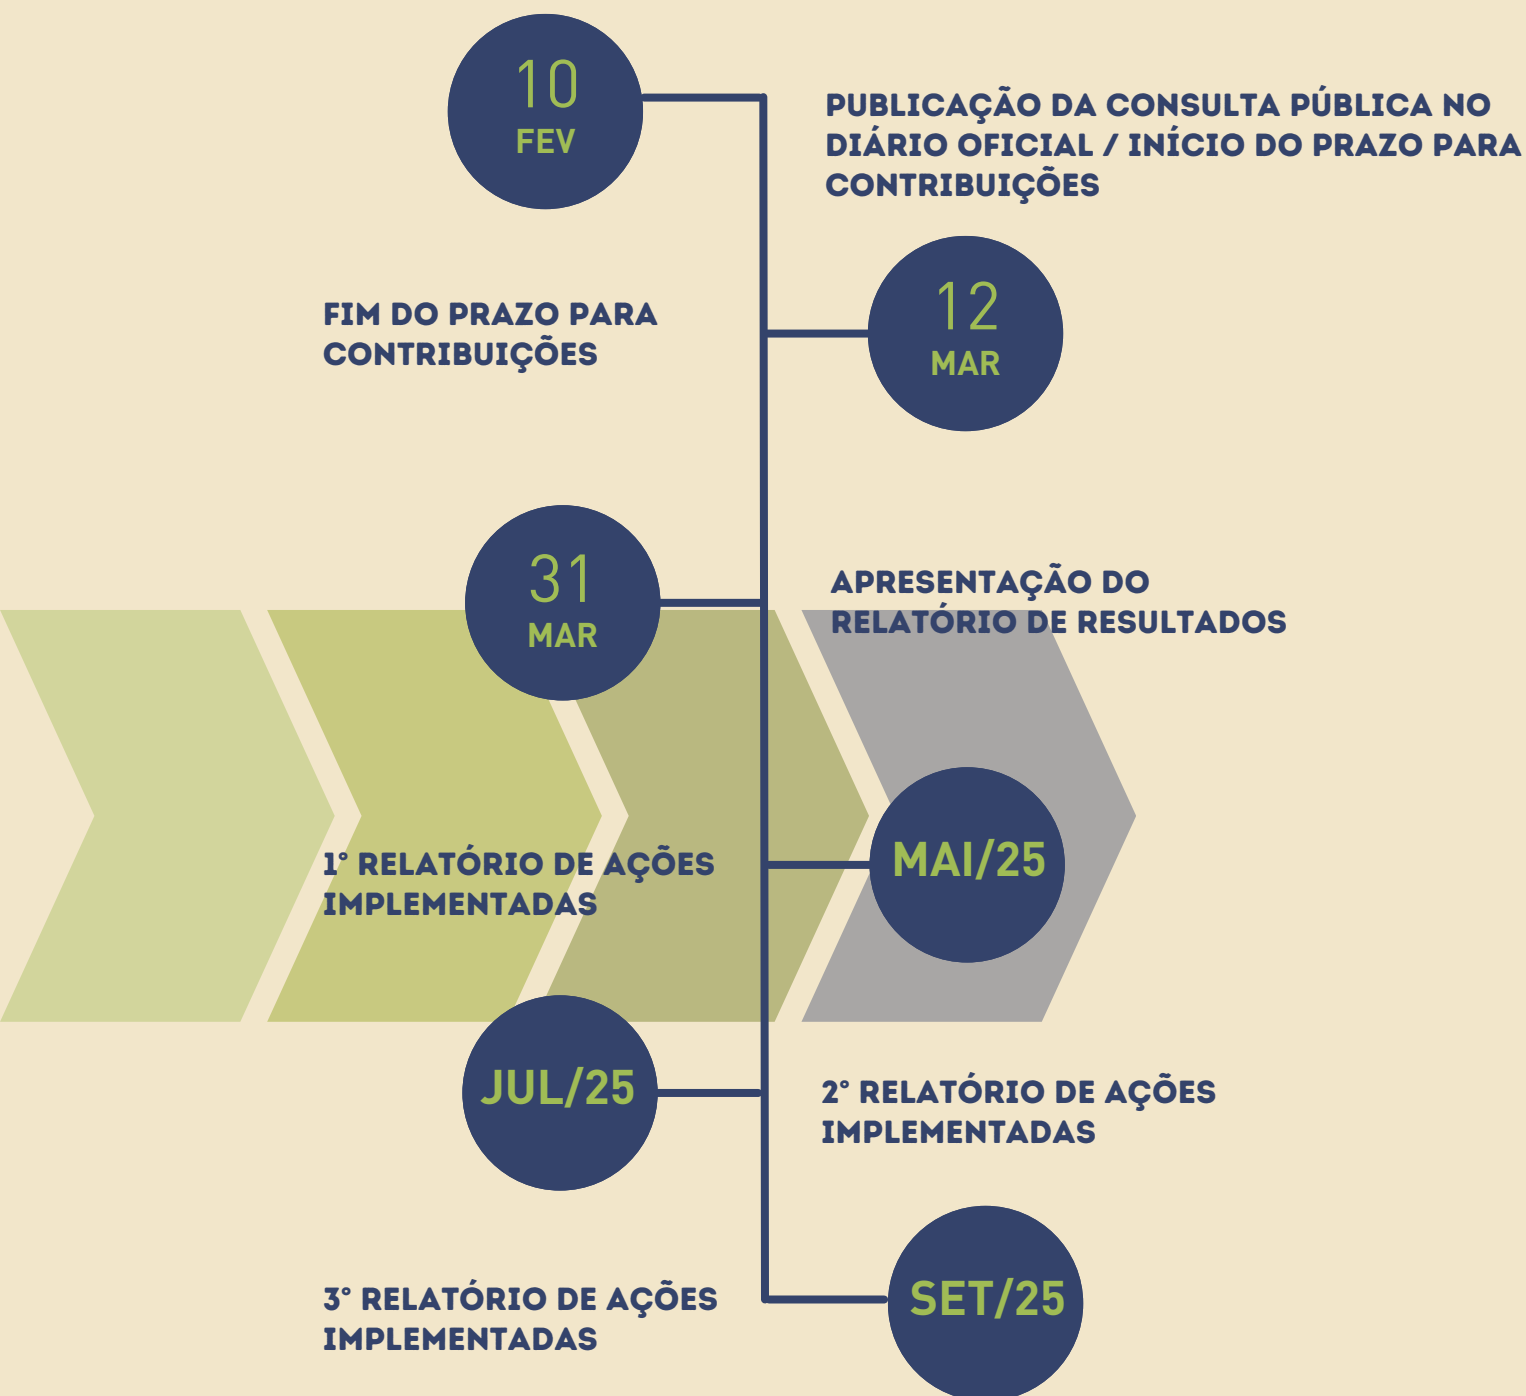 10
FEV
PUBLICAÇÃO DA CONSULTA PÚBLICA NO
DIÁRIO OFICIAL / INÍCIO DO PRAZO PARA
CONTRIBUIÇÕES
12
MAR
FIM DO PRAZO PARA
CONTRIBUIÇÕES
31
MAR
APRESENTAÇÃO DO
RELATÓRIO DE RESULTADOS
MAI/25
1° RELATÓRIO DE AÇÕES
IMPLEMENTADAS
JUL/25
2° RELATÓRIO DE AÇÕES
IMPLEMENTADAS
SET/25
3° RELATÓRIO DE AÇÕES
IMPLEMENTADAS